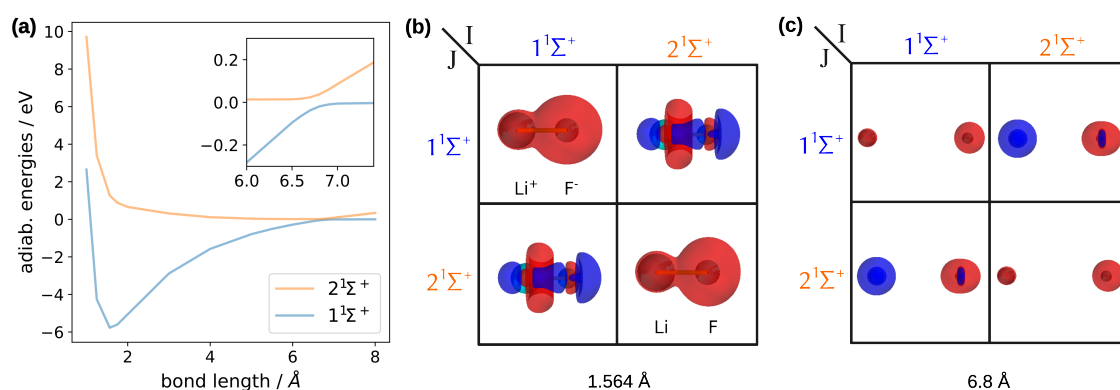 (a)
adiab. energies / eV
10
8
6
4
2
0
−2
−4
−6
2
4
6
8
bond length / Å
0.2
0.0
−0.2
6.0
6.5
7.0
2¹Σ⁺
1¹Σ⁺
(b)
I
J
1¹Σ⁺
2¹Σ⁺
1¹Σ⁺
Li⁺ F⁻
2¹Σ⁺
Li F
1.564 Å
(c)
I
J
1¹Σ⁺
2¹Σ⁺
1¹Σ⁺
2¹Σ⁺
6.8 Å